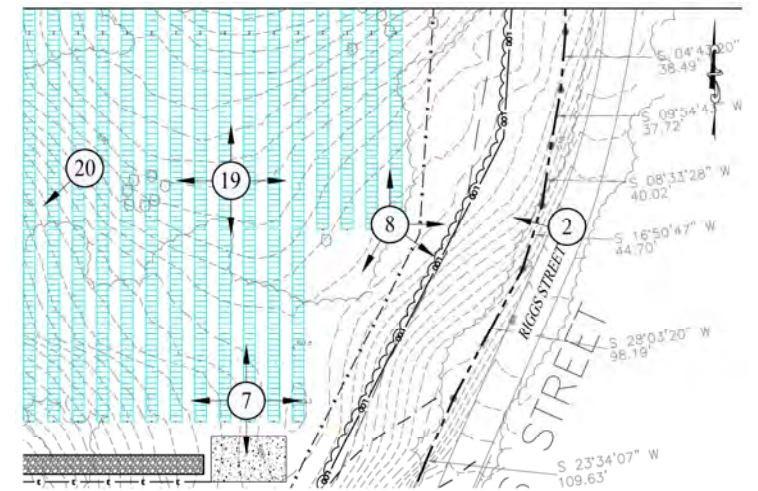 S 04°43'20"
38.49'
S 09°54'43" W
37.72'
20
19
S 08°33'28" W
40.02'
8
2
S 16°50'47" W
44.70'
RIGGS STREET
S 28°03'20" W
98.19'
7
STREET
S 23°34'07" W
109.63'